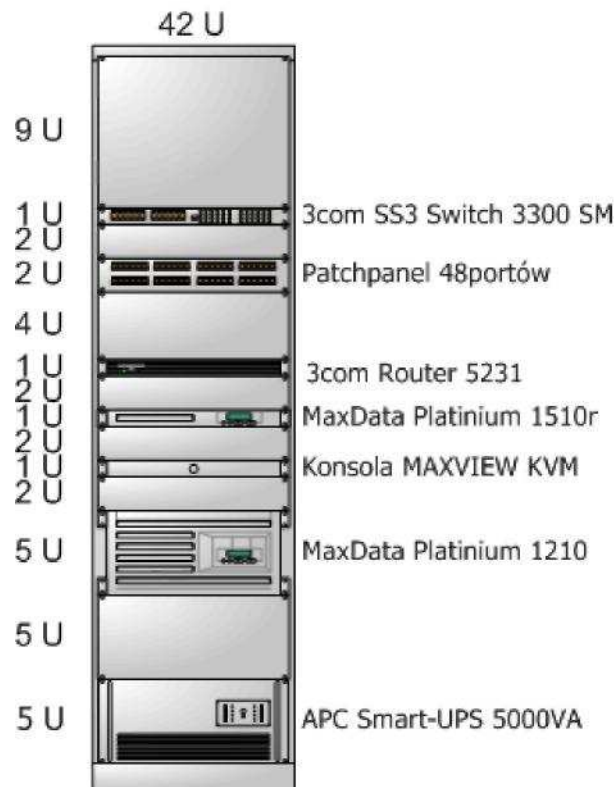 42 U
9 U
1 U 3com SS3 Switch 3300 SM
2 U
2 U Patchpanel 48portów
4 U
1 U 3com Router 5231
2 U
1 U MaxData Platinium 1510r
2 U
1 U Konsola MAXVIEW KVM
2 U
5 U MaxData Platinium 1210
5 U
5 U APC Smart-UPS 5000VA